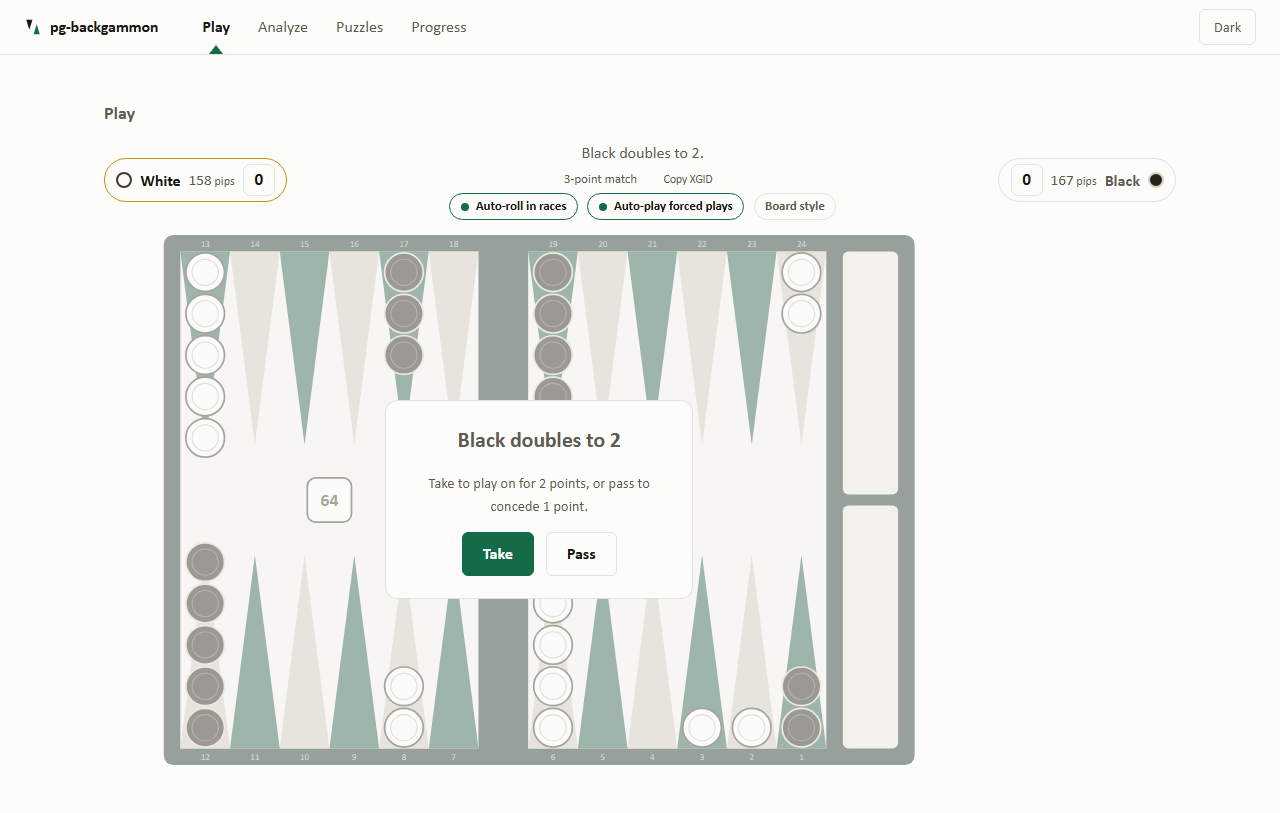 pg-backgammon Play Analyze Puzzles Progress Dark
Play
Black doubles to 2.
White 158 pips 0
3-point match Copy XGID
0 167 pips Black
Auto-roll in races Auto-play forced plays Board style
13 14 15 16 17 18 19 20 21 22 23 24
Black doubles to 2
Take to play on for 2 points, or pass to
concede 1 point.
64
Take Pass
12 11 10 9 8 7 6 5 4 3 2 1